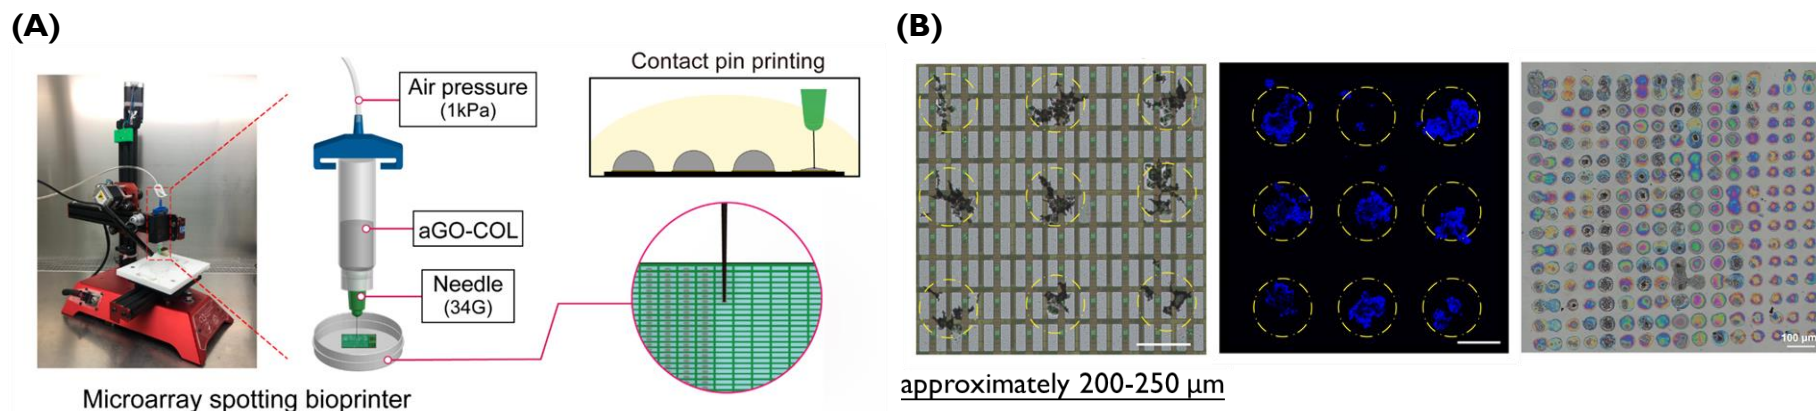 (A)
Air pressure
(1kPa)
aGO-COL
Needle
(34G)
Contact pin printing
Microarray spotting bioprinter
(B)
100 µm
approximately 200-250 µm